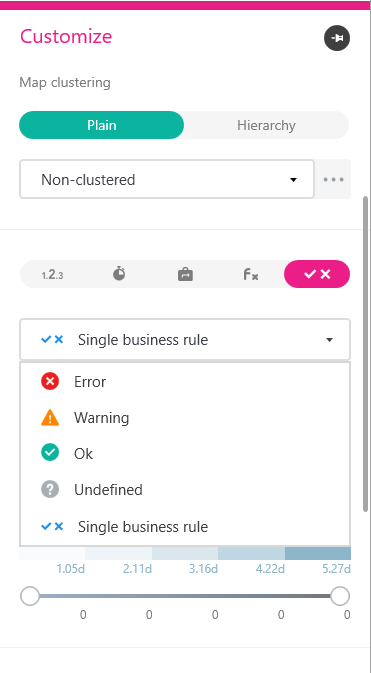 Customize
Map clustering
Plain Hierarchy
Non-clustered
1.2.3 fx
Single business rule
Error
Warning
Ok
Undefined
Single business rule
1.05d 2.11d 3.16d 4.22d 5.27d
0 0 0 0 0